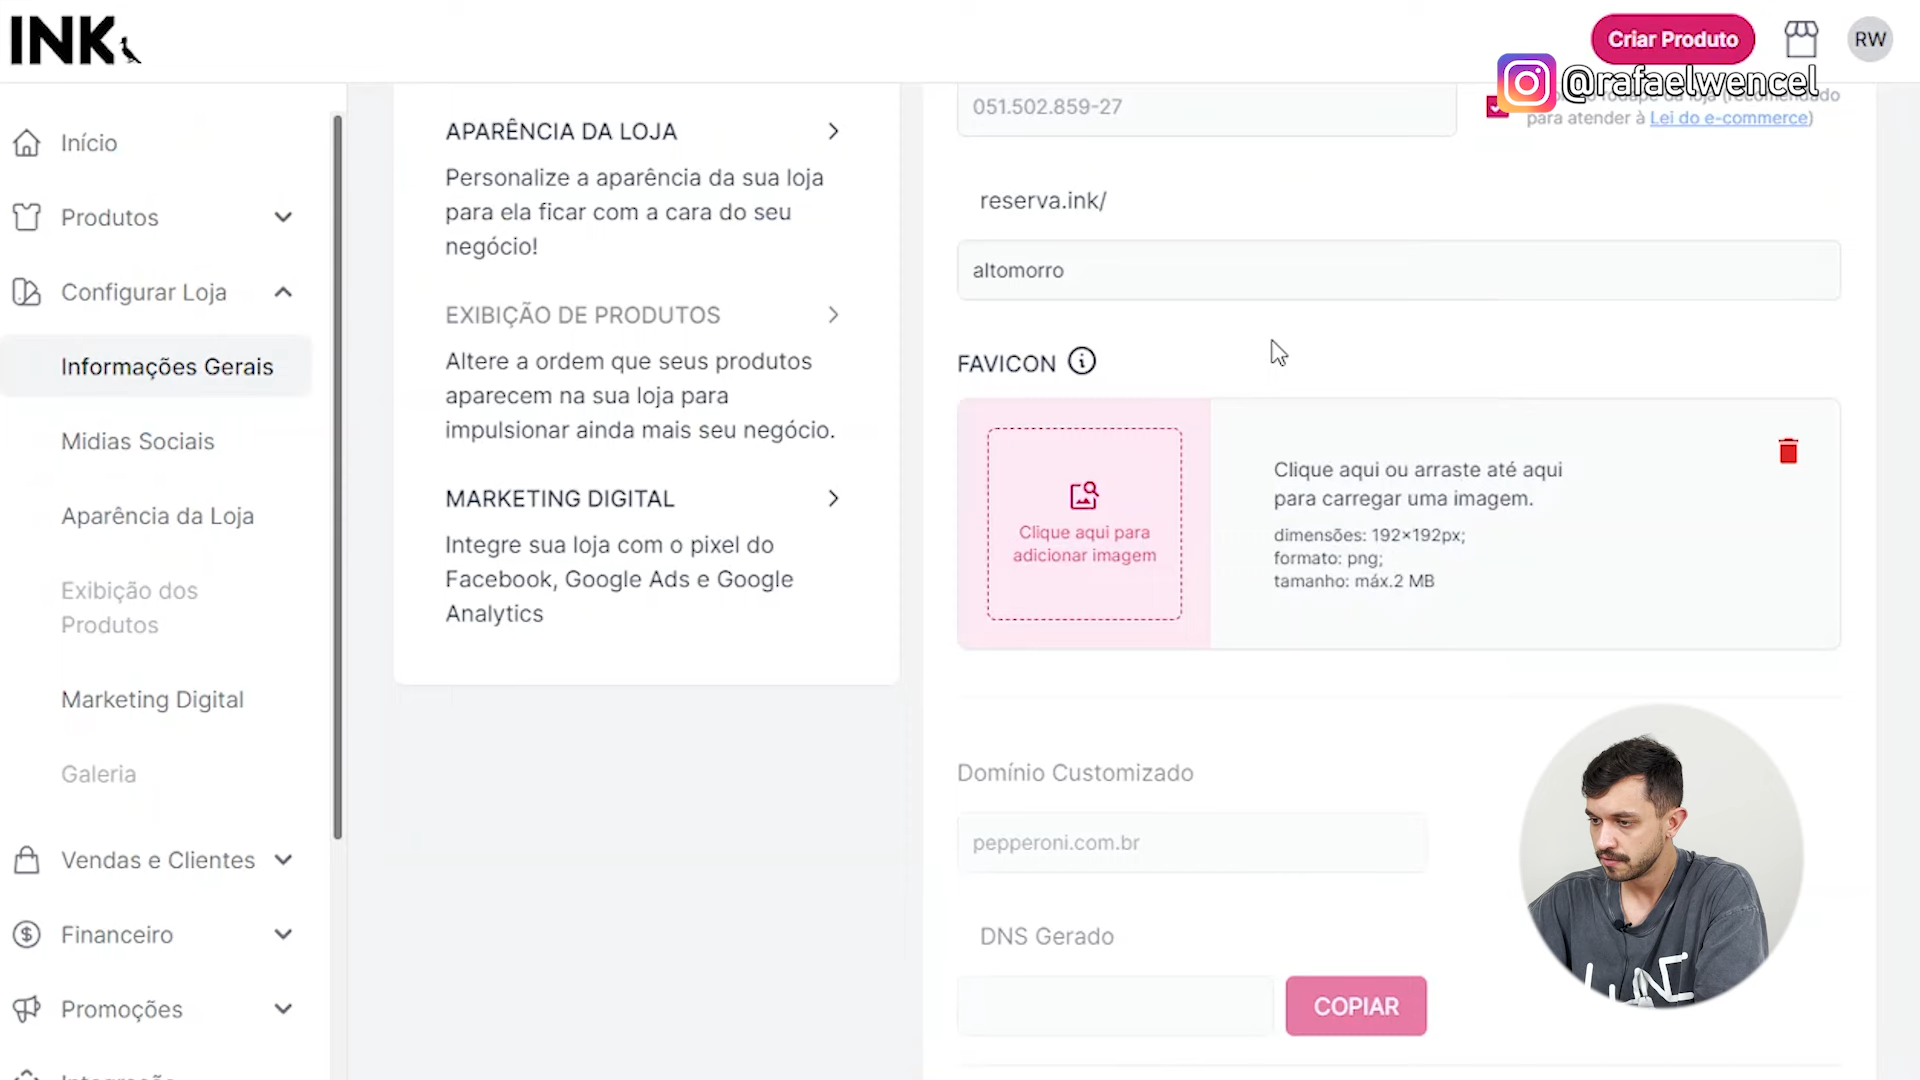 INK
Criar Produto
RW
@rafaelwencel
Início
Produtos
Configurar Loja
Informações Gerais
Midias Sociais
Aparência da Loja
Exibição dos
Produtos
Marketing Digital
Galeria
Vendas e Clientes
Financeiro
Promoções
APARÊNCIA DA LOJA
Personalize a aparência da sua loja
para ela ficar com a cara do seu
negócio!
EXIBIÇÃO DE PRODUTOS
Altere a ordem que seus produtos
aparecem na sua loja para
impulsionar ainda mais seu negócio.
MARKETING DIGITAL
Integre sua loja com o pixel do
Facebook, Google Ads e Google
Analytics
051.502.859-27
rodapé da loja (recomendado
para atender à Lei do e-commerce)
reserva.ink/
altomorro
FAVICON
Clique aqui para
adicionar imagem
Clique aqui ou arraste até aqui
para carregar uma imagem.
dimensões: 192×192px;
formato: png;
tamanho: máx.2 MB
Domínio Customizado
pepperoni.com.br
DNS Gerado
COPIAR